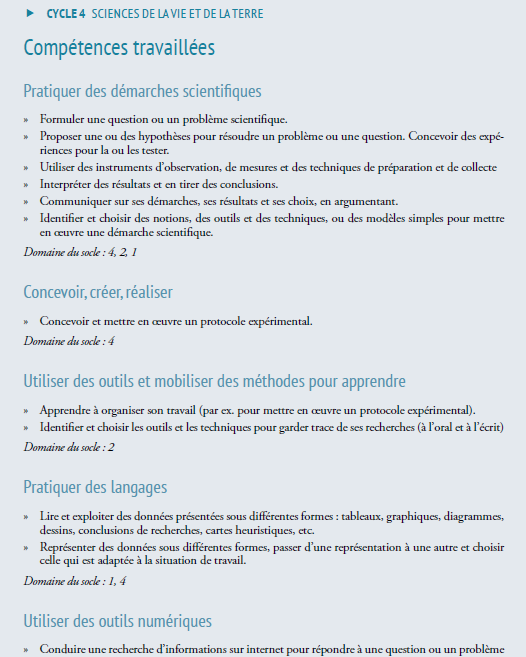 ► CYCLE 4 SCIENCES DE LA VIE ET DE LA TERRE
Compétences travaillées
Pratiquer des démarches scientifiques
» Formuler une question ou un problème scientifique.
» Proposer une ou des hypothèses pour résoudre un problème ou une question. Concevoir des expé-
riences pour la ou les tester.
» Utiliser des instruments d’observation, de mesures et des techniques de préparation et de collecte
» Interpréter des résultats et en tirer des conclusions.
» Communiquer sur ses démarches, ses résultats et ses choix, en argumentant.
» Identifier et choisir des notions, des outils et des techniques, ou des modèles simples pour mettre
en œuvre une démarche scientifique.
Domaine du socle : 4, 2, 1
Concevoir, créer, réaliser
» Concevoir et mettre en œuvre un protocole expérimental.
Domaine du socle : 4
Utiliser des outils et mobiliser des méthodes pour apprendre
» Apprendre à organiser son travail (par ex. pour mettre en œuvre un protocole expérimental).
» Identifier et choisir les outils et les techniques pour garder trace de ses recherches (à l’oral et à l’écrit)
Domaine du socle : 2
Pratiquer des langages
» Lire et exploiter des données présentées sous différentes formes : tableaux, graphiques, diagrammes,
dessins, conclusions de recherches, cartes heuristiques, etc.
» Représenter des données sous différentes formes, passer d’une représentation à une autre et choisir
celle qui est adaptée à la situation de travail.
Domaine du socle : 1, 4
Utiliser des outils numériques
» Conduire une recherche d’informations sur internet pour répondre à une question ou un problème